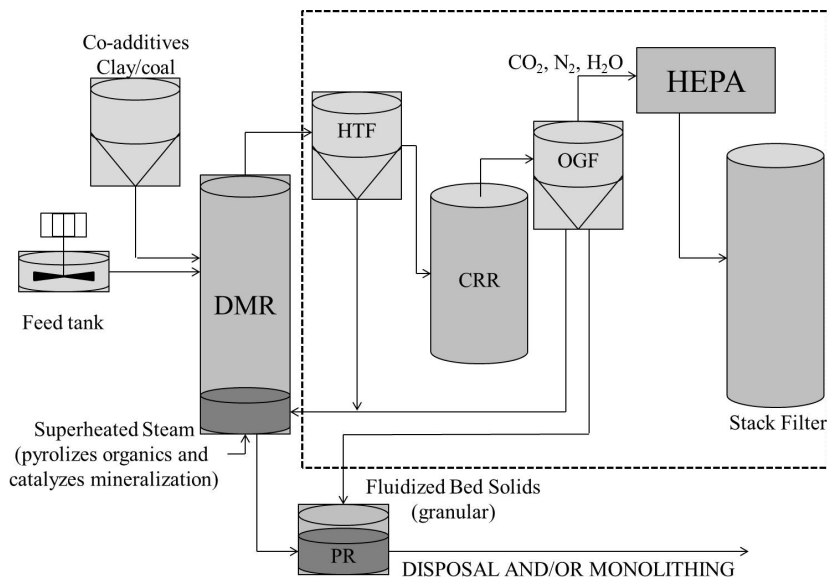 Co-additives
Clay/coal
CO₂, N₂, H₂O
HEPA
HTF
OGF
DMR
CRR
Feed tank
Stack Filter
Superheated Steam
(pyrolizes organics and
catalyzes mineralization)
Fluidized Bed Solids
(granular)
PR
DISPOSAL AND/OR MONOLITHING